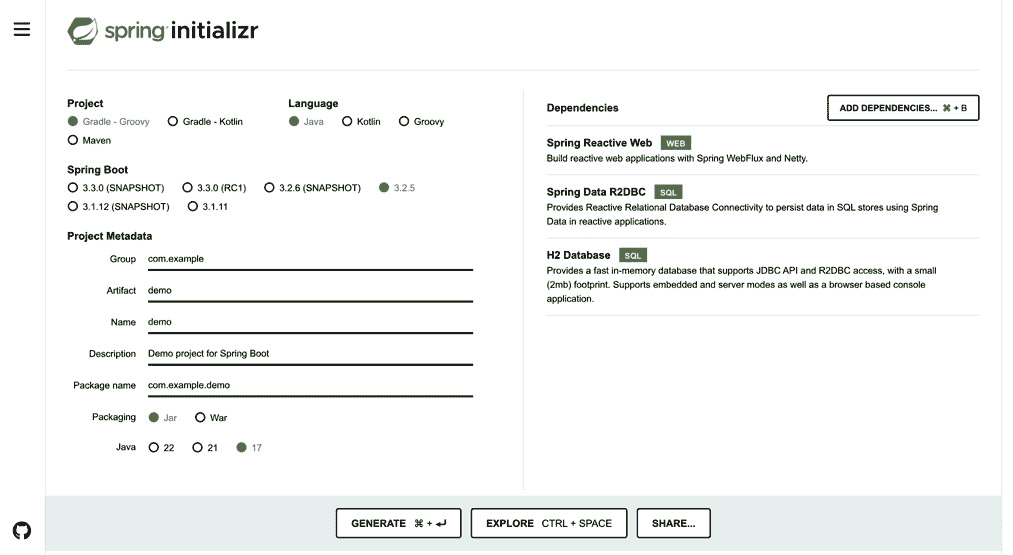 spring initializr
Project
Gradle - Groovy Gradle - Kotlin
Maven
Language
Java Kotlin Groovy
Spring Boot
3.3.0 (SNAPSHOT) 3.3.0 (RC1) 3.2.6 (SNAPSHOT) 3.2.5
3.1.12 (SNAPSHOT) 3.1.11
Project Metadata
Group com.example
Artifact demo
Name demo
Description Demo project for Spring Boot
Package name com.example.demo
Packaging Jar War
Java 22 21 17
Dependencies
ADD DEPENDENCIES... ⌘ + B
Spring Reactive Web WEB
Build reactive web applications with Spring WebFlux and Netty.
Spring Data R2DBC SQL
Provides Reactive Relational Database Connectivity to persist data in SQL stores using Spring
Data in reactive applications.
H2 Database SQL
Provides a fast in-memory database that supports JDBC API and R2DBC access, with a small
(2mb) footprint. Supports embedded and server modes as well as a browser based console
application.
GENERATE ⌘ + ↵ EXPLORE CTRL + SPACE SHARE...